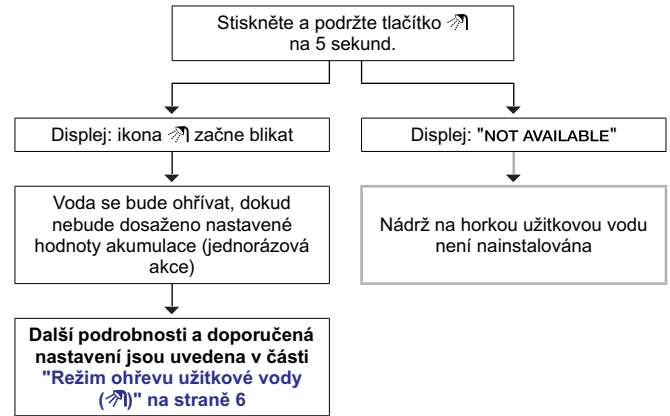 Stiskněte a podržte tlačítko
na 5 sekund.
Displej: ikona začne blikat
Displej: "NOT AVAILABLE"
Voda se bude ohřívat, dokud
nebude dosaženo nastavené
hodnoty akumulace (jednorázová
akce)
Nádrž na horkou užitkovou vodu
není nainstalována
Další podrobnosti a doporučená
nastavení jsou uvedena v části
"Režim ohřevu užitkové vody
()" na straně 6